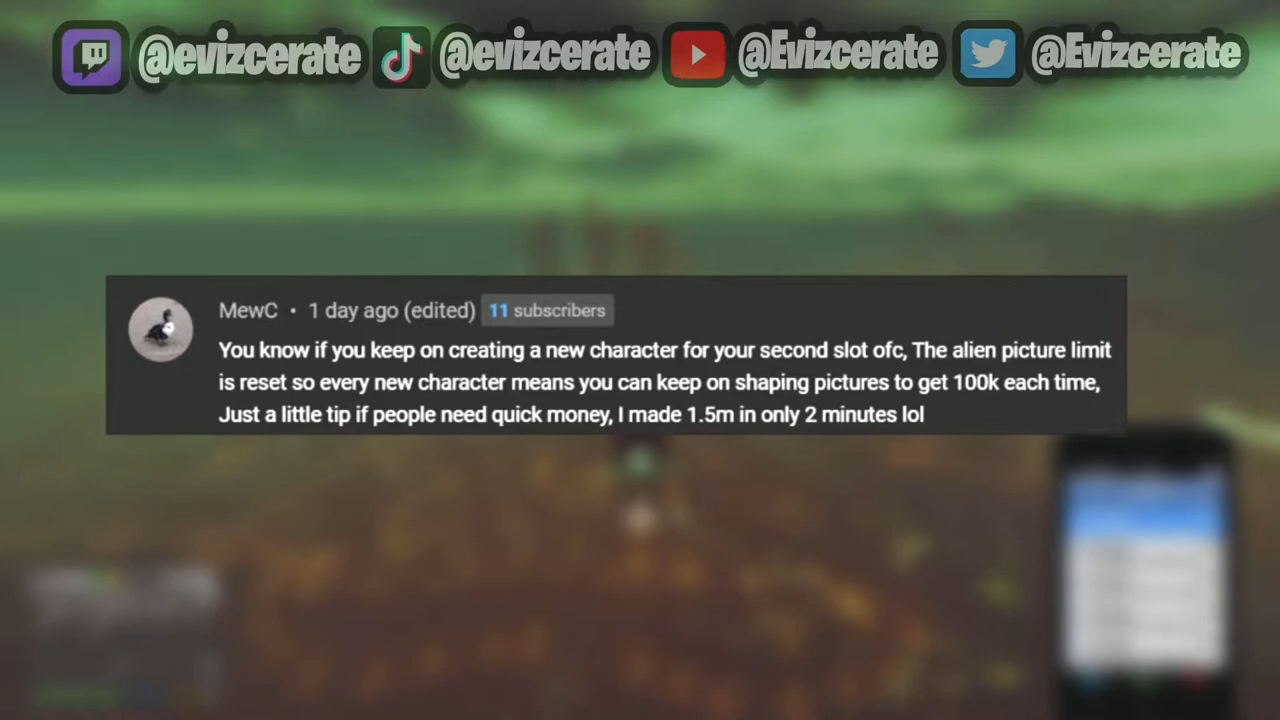 @evizcerate @evizcerate @Evizcerate @Evizcerate
MewC • 1 day ago (edited) 11 subscribers
You know if you keep on creating a new character for your second slot ofc, The alien picture limit
is reset so every new character means you can keep on shaping pictures to get 100k each time,
Just a little tip if people need quick money, I made 1.5m in only 2 minutes lol